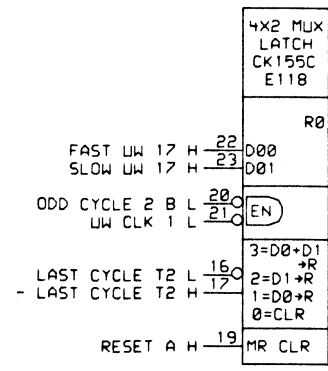 4X2 MUX
LATCH
CK155C
E118
R0
FAST UW 17 H 22 D00
SLOW UW 17 H 23 D01
ODD CYCLE 2 B L 20
UW CLK 1 L 21
EN
3=D0+D1
→R
LAST CYCLE T2 L 16
2=D1→R
- LAST CYCLE T2 H 17
1=D0→R
0=CLR
RESET A H 19 MR CLR